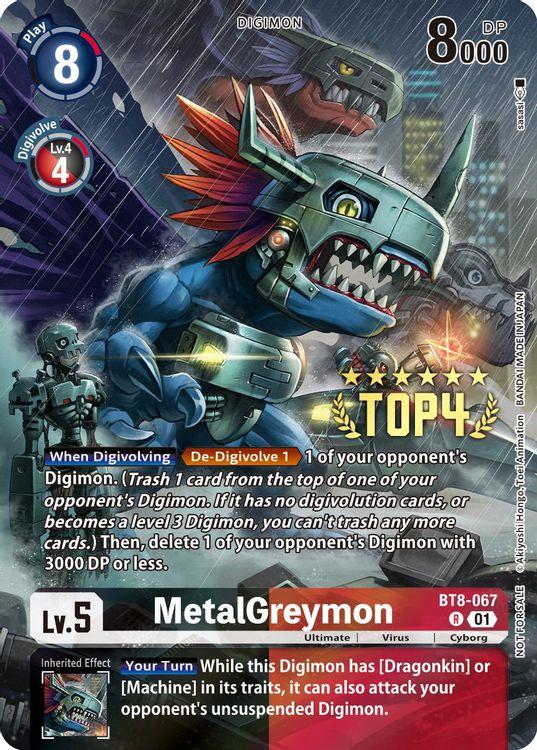 DIGIMON
Play
8
DP
8000
Digivolve
Lv.4
4
sasasi
TOP4
When Digivolving De-Digivolve 1 1 of your opponent's
Digimon. (Trash 1 card from the top of one of your
opponent's Digimon. If it has no digivolution cards, or
becomes a level 3 Digimon, you can't trash any more
cards.) Then, delete 1 of your opponent's Digimon with
3000 DP or less.
©Akiyoshi Hongo, Toei Animation BANDAI MADE IN JAPAN
NOT FOR SALE
Lv.5
MetalGreymon
BT8-067
R 01
Ultimate Virus Cyborg
Inherited Effect
Your Turn While this Digimon has [Dragonkin] or
[Machine] in its traits, it can also attack your
opponent's unsuspended Digimon.